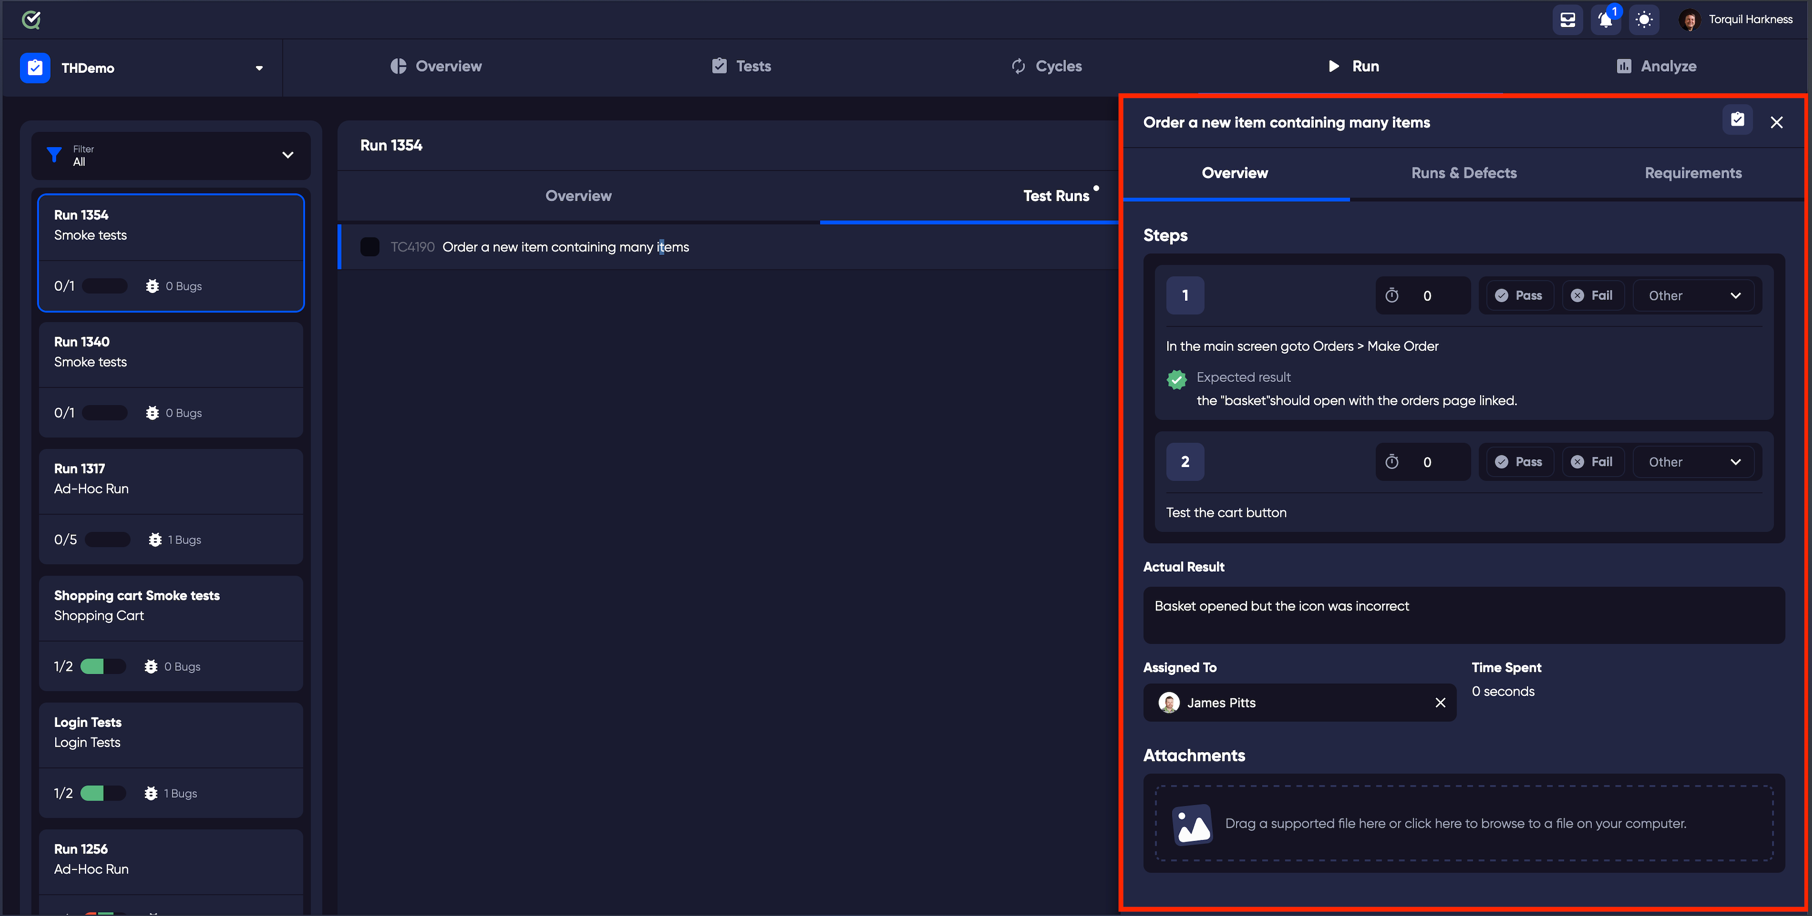 1
Torquil Harkness
THDemo
Overview
Tests
Cycles
Run
Analyze
Filter
All
Run 1354
Smoke tests
0/1
0 Bugs
Run 1340
Smoke tests
0/1
0 Bugs
Run 1317
Ad-Hoc Run
0/5
1 Bugs
Shopping cart Smoke tests
Shopping Cart
1/2
0 Bugs
Login Tests
Login Tests
1/2
1 Bugs
Run 1256
Ad-Hoc Run
Run 1354
Overview
Test Runs
TC4190 Order a new item containing many items
Order a new item containing many items
Overview
Runs & Defects
Requirements
Steps
1
0
Pass
Fail
Other
In the main screen goto Orders > Make Order
Expected result
the "basket"should open with the orders page linked.
2
0
Pass
Fail
Other
Test the cart button
Actual Result
Basket opened but the icon was incorrect
Assigned To
James Pitts
Time Spent
0 seconds
Attachments
Drag a supported file here or click here to browse to a file on your computer.